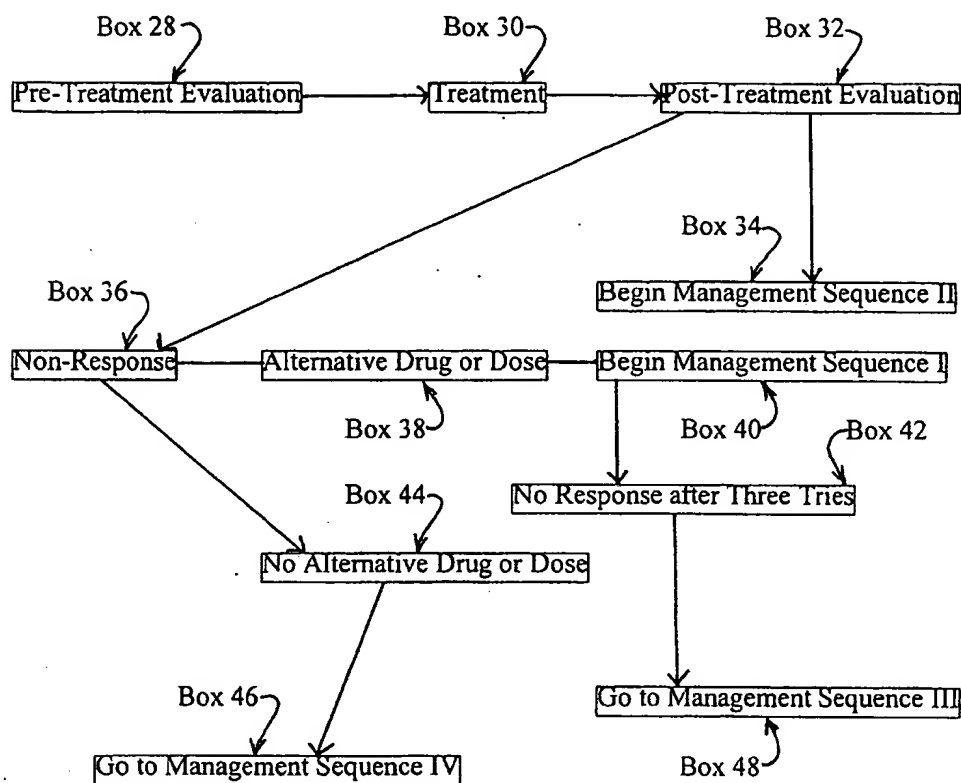 Box 28
Box 30
Box 32
Pre-Treatment Evaluation
Treatment
Post-Treatment Evaluation
Box 34
Begin Management Sequence II
Box 36
Non-Response
Alternative Drug or Dose
Begin Management Sequence I
Box 38
Box 40
Box 42
Box 44
No Response after Three Tries
No Alternative Drug or Dose
Box 46
Go to Management Sequence III
Go to Management Sequence IV
Box 48